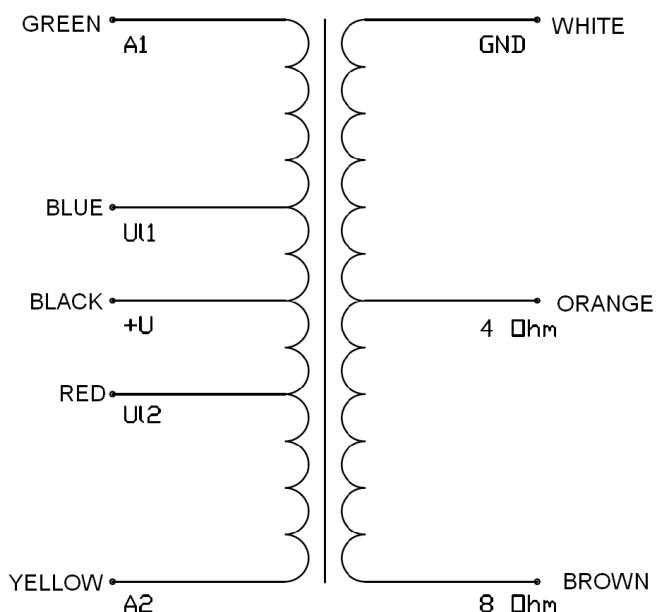 GREEN
A1
WHITE
GND
BLUE
Ul1
BLACK
+U
ORANGE
4 Ohm
RED
Ul2
YELLOW
A2
BROWN
8 Ohm